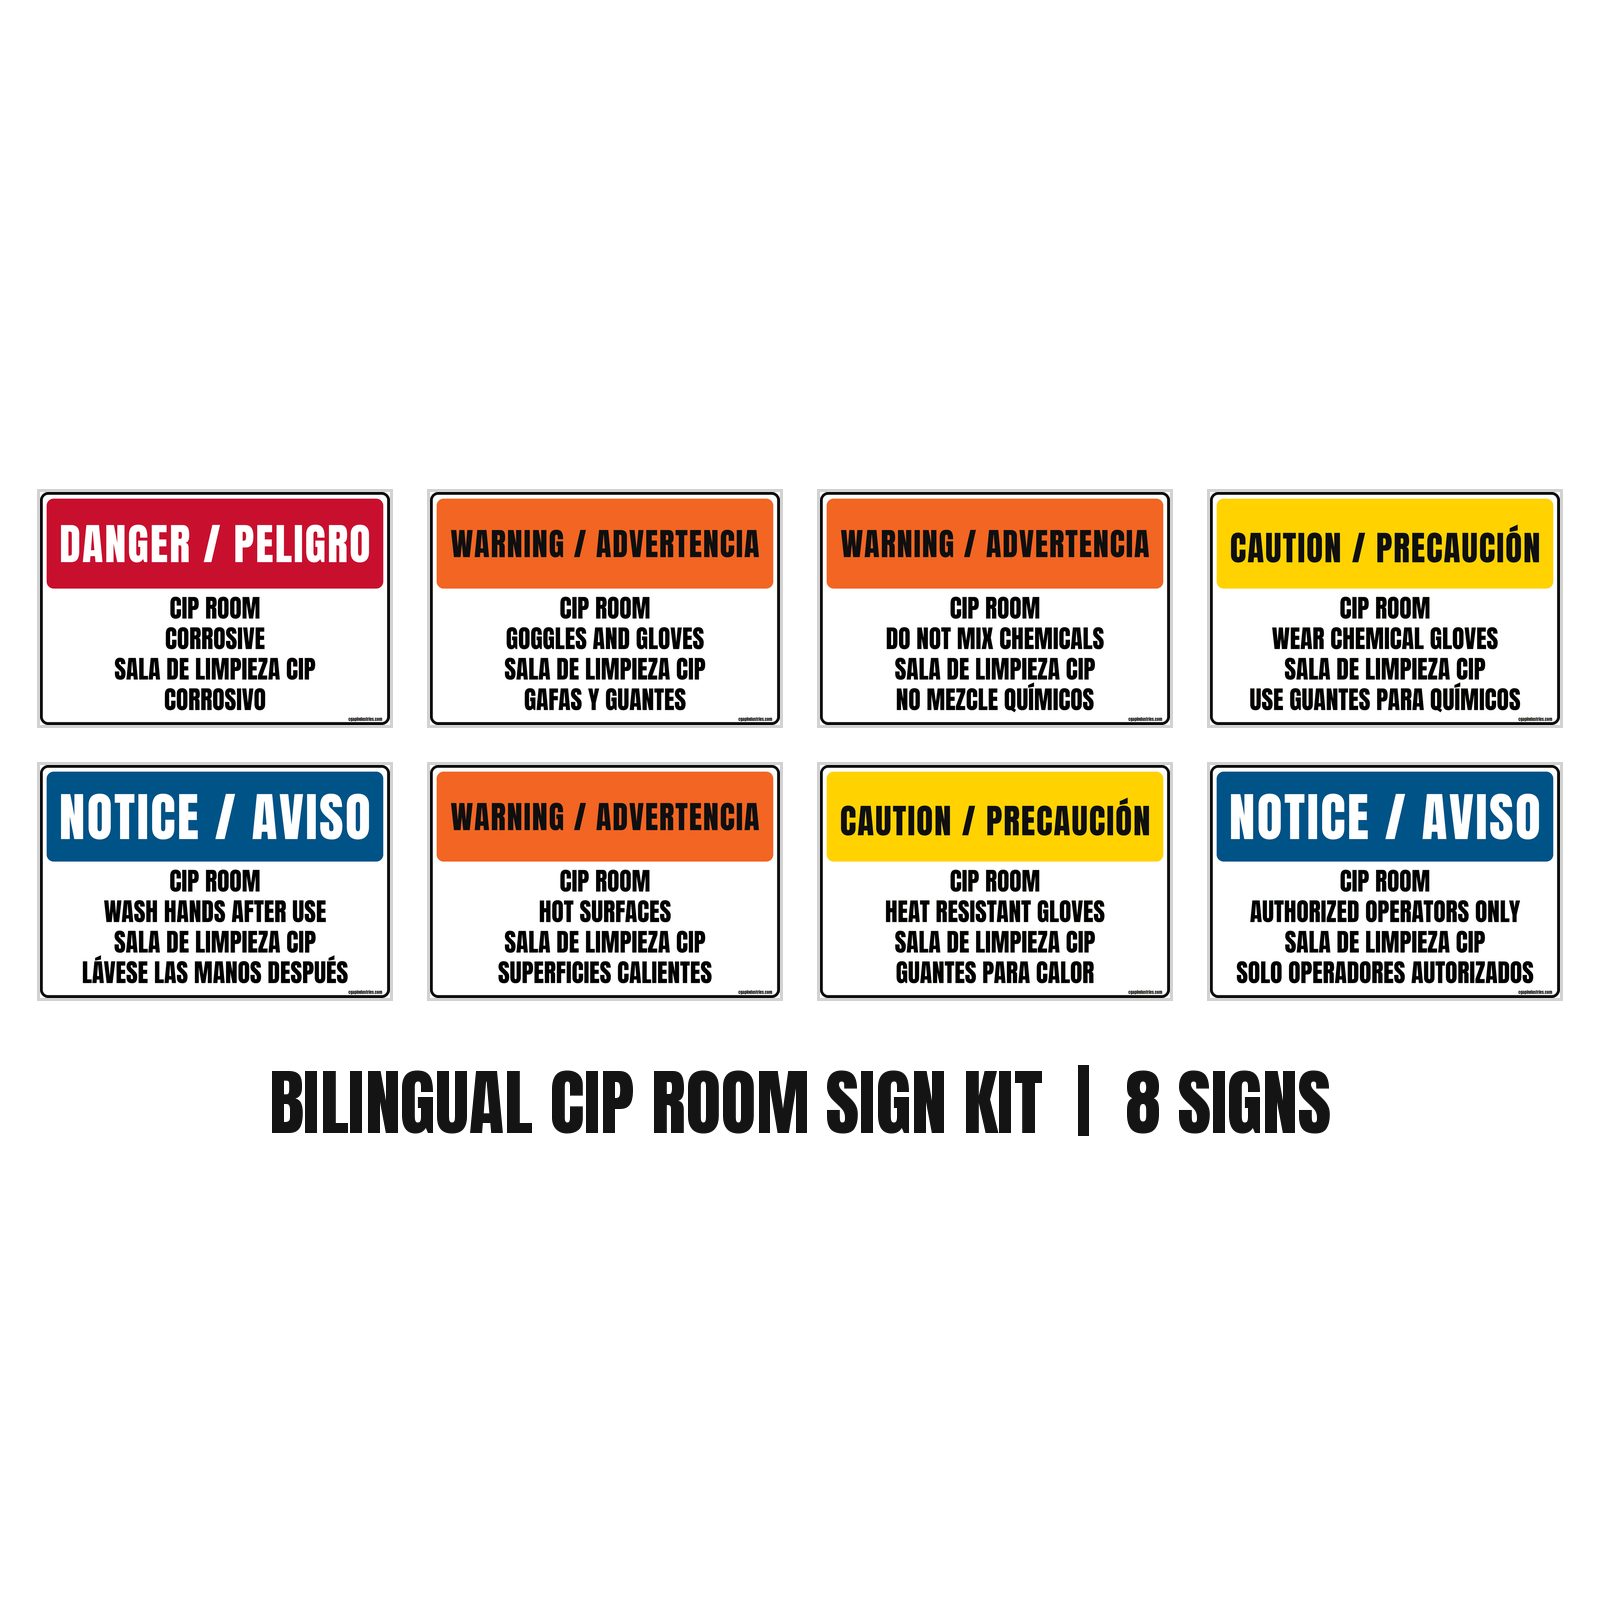 DANGER / PELIGRO
CIP ROOM
CORROSIVE
SALA DE LIMPIEZA CIP
CORROSIVO
cgaphindustries.com
WARNING / ADVERTENCIA
CIP ROOM
GOGGLES AND GLOVES
SALA DE LIMPIEZA CIP
GAFAS Y GUANTES
WARNING / ADVERTENCIA
CIP ROOM
DO NOT MIX CHEMICALS
SALA DE LIMPIEZA CIP
NO MEZCLE QUÍMICOS
CAUTION / PRECAUCIÓN
CIP ROOM
WEAR CHEMICAL GLOVES
SALA DE LIMPIEZA CIP
USE GUANTES PARA QUÍMICOS
NOTICE / AVISO
CIP ROOM
WASH HANDS AFTER USE
SALA DE LIMPIEZA CIP
LÁVESE LAS MANOS DESPUÉS
WARNING / ADVERTENCIA
CIP ROOM
HOT SURFACES
SALA DE LIMPIEZA CIP
SUPERFICIES CALIENTES
CAUTION / PRECAUCIÓN
CIP ROOM
HEAT RESISTANT GLOVES
SALA DE LIMPIEZA CIP
GUANTES PARA CALOR
NOTICE / AVISO
CIP ROOM
AUTHORIZED OPERATORS ONLY
SALA DE LIMPIEZA CIP
SOLO OPERADORES AUTORIZADOS
BILINGUAL CIP ROOM SIGN KIT | 8 SIGNS